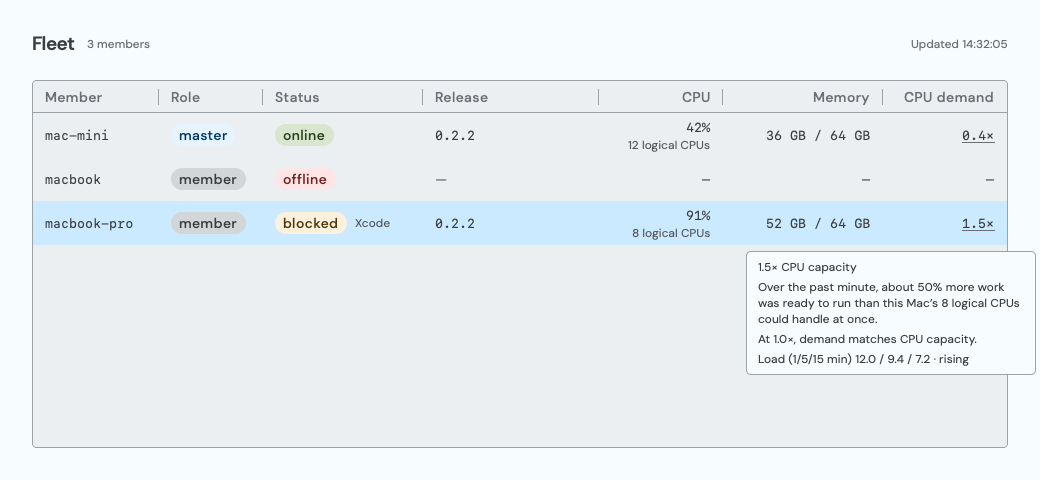 Fleet 3 members Updated 14:32:05
Member Role Status Release CPU Memory CPU demand
mac-mini master online 0.2.2 42% 36 GB / 64 GB 0.4×
12 logical CPUs
macbook member offline — — — —
macbook-pro member blocked Xcode 0.2.2 91% 52 GB / 64 GB 1.5×
8 logical CPUs
1.5× CPU capacity
Over the past minute, about 50% more work
was ready to run than this Mac’s 8 logical CPUs
could handle at once.
At 1.0×, demand matches CPU capacity.
Load (1/5/15 min) 12.0 / 9.4 / 7.2 · rising